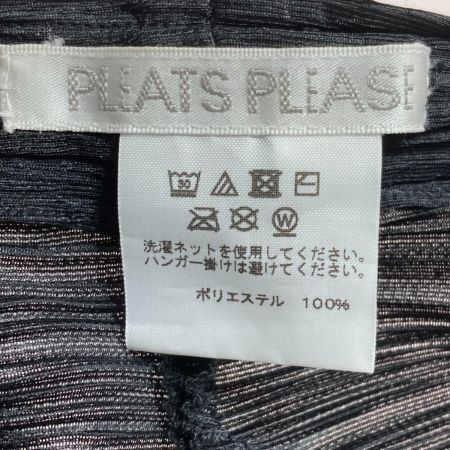 PLEATS PLEASE
30
W
洗濯ネットを使用してください。
ハンガー掛けは避けてください。
ポリエステル 100%